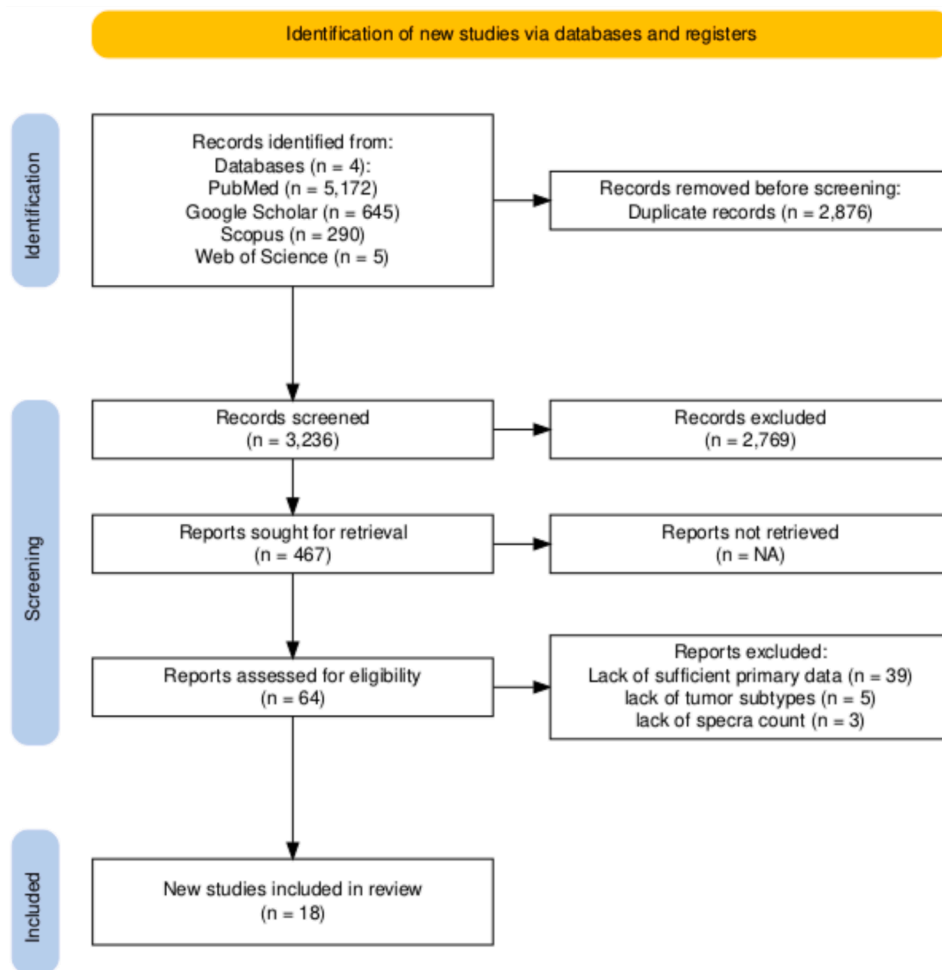 Identification of new studies via databases and registers
Identification
Records identified from:
Databases (n = 4):
PubMed (n = 5,172)
Google Scholar (n = 645)
Scopus (n = 290)
Web of Science (n = 5)
Records removed before screening:
Duplicate records (n = 2,876)
Screening
Records screened
(n = 3,236)
Records excluded
(n = 2,769)
Reports sought for retrieval
(n = 467)
Reports not retrieved
(n = NA)
Reports assessed for eligibility
(n = 64)
Reports excluded:
Lack of sufficient primary data (n = 39)
lack of tumor subtypes (n = 5)
lack of specra count (n = 3)
Included
New studies included in review
(n = 18)